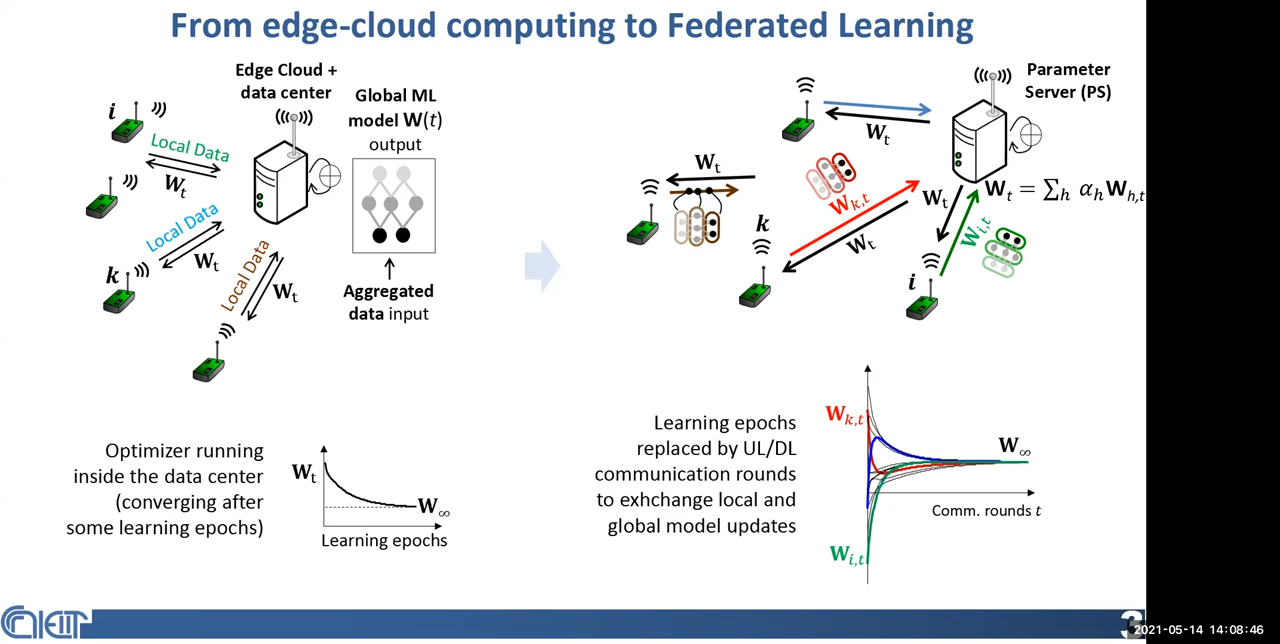 From edge-cloud computing to Federated Learning
Edge Cloud +
data center
Global ML
model W(t)
output
i
Local Data
Wt
Local Data
Wt
k
Local Data
Wt
Aggregated
data input
Optimizer running
inside the data center
(converging after
some learning epochs)
Wt
W∞
Learning epochs
Parameter
Server (PS)
Wt
Wt
Wk,t
Wt
k
Wt
Wt = ∑h αhWh,t
Wi,t
i
Learning epochs
replaced by UL/DL
communication rounds
to exhchange local and
global model updates
Wk,t
W∞
Comm. rounds t
Wi,t
3
2021-05-14 14:08:46